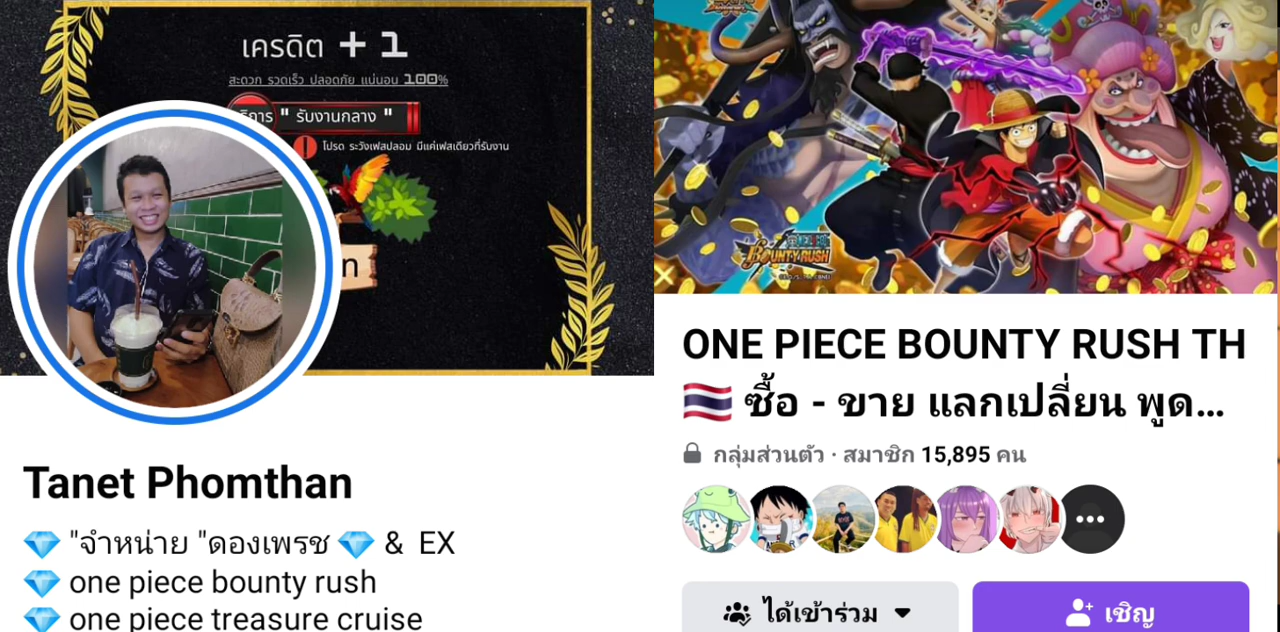 เครดิต + 1
สะดวก รวดเร็ว ปลอดภัย แน่นอน 100%
" รับงานกลาง "
โปรด ระวังเฟสปลอม มีแค่เฟสเดียวที่รับงาน
Tanet Phomthan
💎 "จำหน่าย "ดองเพรช 💎 & EX
💎 one piece bounty rush
💎 one piece treasure cruise
ONE PIECE
BOUNTY RUSH
ONE PIECE BOUNTY RUSH TH
🇹🇭 ซื้อ - ขาย แลกเปลี่ยน พูด...
กลุ่มส่วนตัว · สมาชิก 15,895 คน
ได้เข้าร่วม
เชิญ